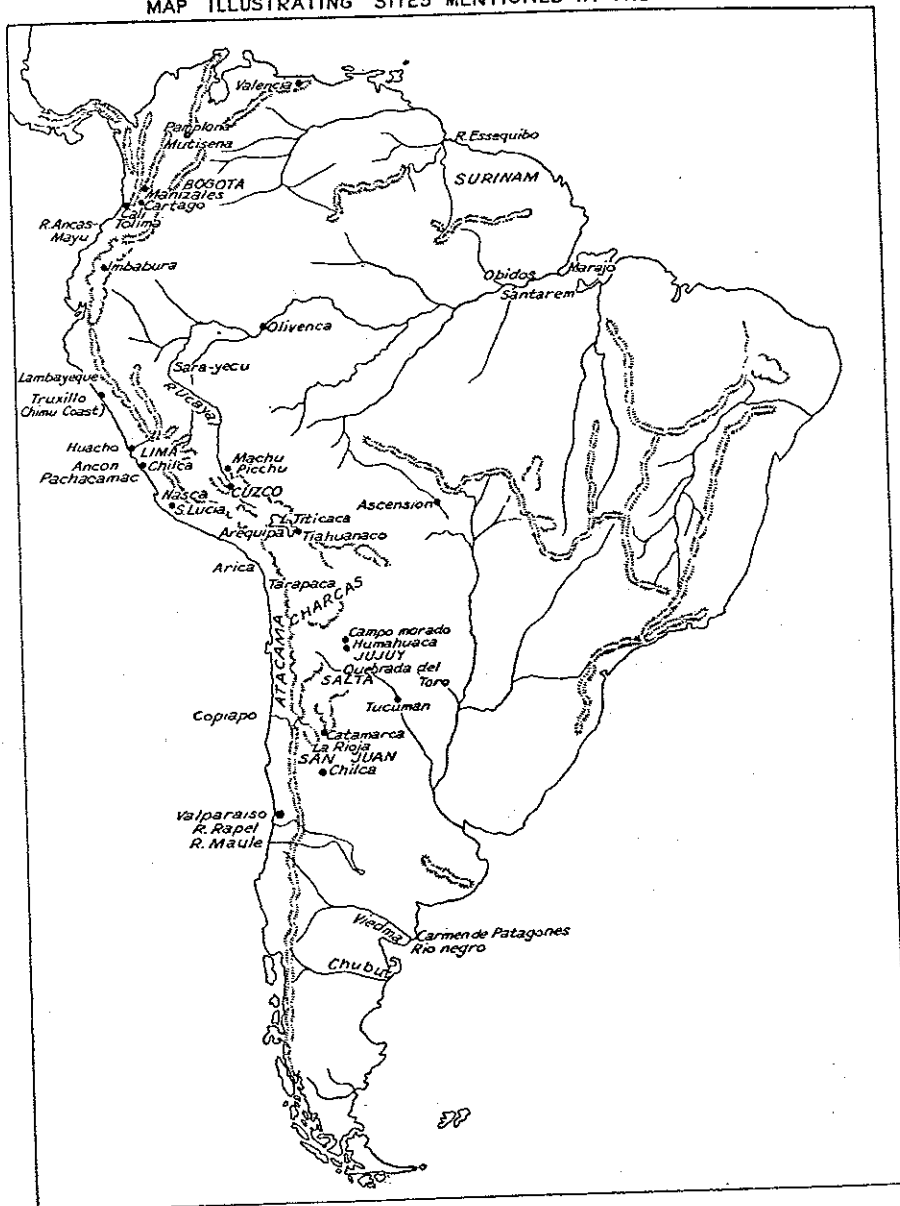 MAP ILLUSTRATING SITES MENTIONED IN THE
Valencia
Pamplona
Mutisena
R. Essequibo
SURINAM
BOGOTA
Manizales
Cartago
Cali
Tolima
R. Ancas-
Mayu
Imbabura
Obidos
Marajó
Santarem
Olivenca
Sara-yecu
R Ucayali
Lambayeque
Truxillo
Chimu Coast)
Huacho
LIMA
Ancon
Chilca
Pachacamac
Machu
Picchu
CUZCO
Nasca
S. Lucia
Ascension
L Titicaca
Arequipa
Tiahuanaco
Arica
Tarapaca
CHARCAS
ATACAMA
Campo morado
Humahuaca
JUJUY
Quebrada del
Toro
SALTA
Tucuman
Copiapo
Catamarca
La Rioja
SAN JUAN
Chilca
Valparaiso
R. Rapel
R. Maule
Viedma
Carmen de Patagones
Rio negro
Chubut